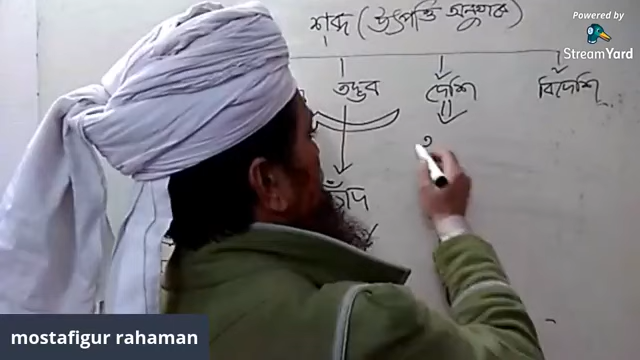 Powered by
StreamYard
শব্দ (উৎপত্তি অনুসারে)
তদ্ভব দেশি বিদেশি
চাঁদ
mostafigur rahaman